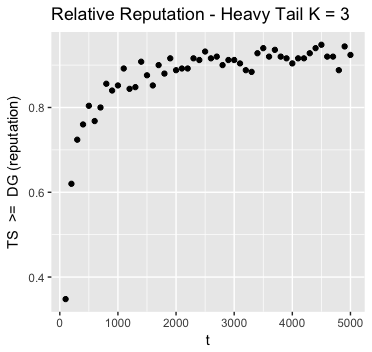 Relative Reputation - Heavy Tail K = 3
TS >= DG (reputation)
0.8
0.6
0.4
0 1000 2000 3000 4000 5000
t